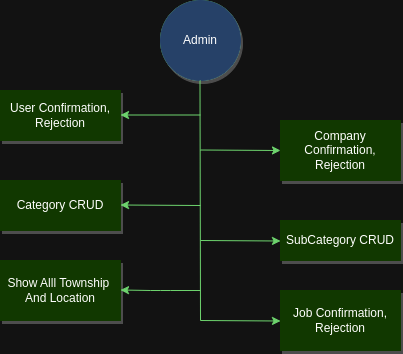 Admin
User Confirmation,
Rejection
Company
Confirmation,
Rejection
Category CRUD
SubCategory CRUD
Show Alll Township
And Location
Job Confirmation,
Rejection